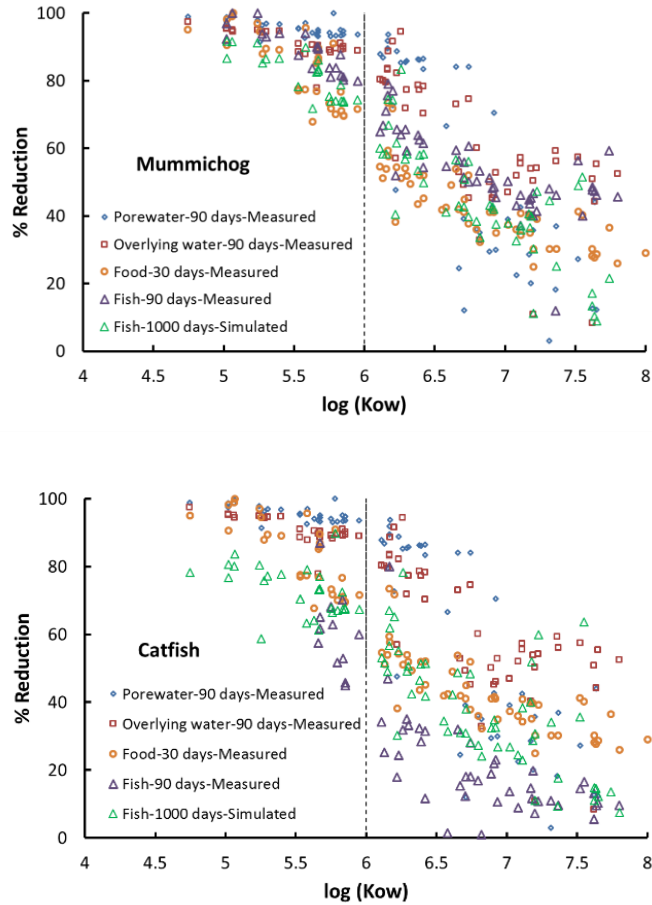 100
80
60
40
20
0
% Reduction
Mummichog
Porewater-90 days-Measured
Overlying water-90 days-Measured
Food-30 days-Measured
Fish-90 days-Measured
Fish-1000 days-Simulated
4 4.5 5 5.5 6 6.5 7 7.5 8
log (Kow)
100
80
60
40
20
0
% Reduction
Catfish
Porewater-90 days-Measured
Overlying water-90 days-Measured
Food-30 days-Measured
Fish-90 days-Measured
Fish-1000 days-Simulated
4 4.5 5 5.5 6 6.5 7 7.5 8
log (Kow)